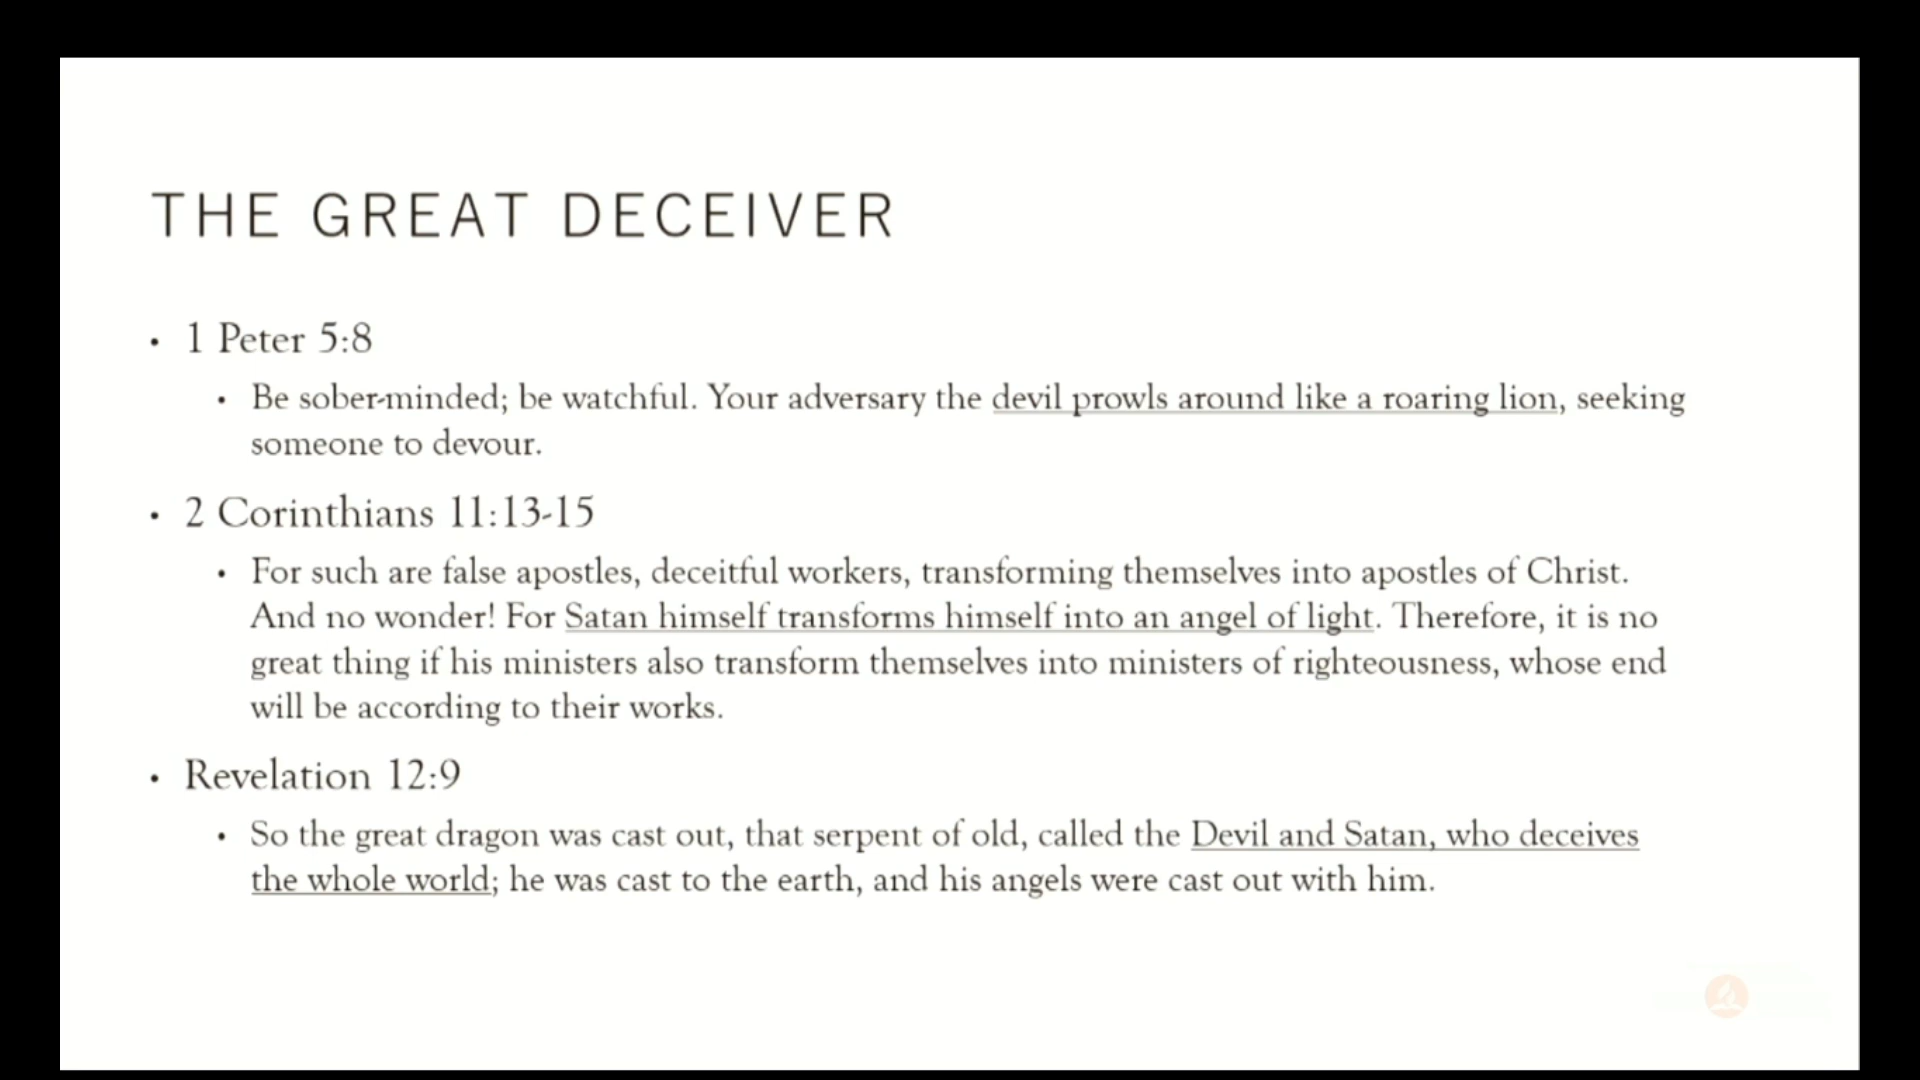 THE GREAT DECEIVER
• 1 Peter 5:8
• Be sober-minded; be watchful. Your adversary the devil prowls around like a roaring lion, seeking
someone to devour.
• 2 Corinthians 11:13-15
• For such are false apostles, deceitful workers, transforming themselves into apostles of Christ.
And no wonder! For Satan himself transforms himself into an angel of light. Therefore, it is no
great thing if his ministers also transform themselves into ministers of righteousness, whose end
will be according to their works.
• Revelation 12:9
• So the great dragon was cast out, that serpent of old, called the Devil and Satan, who deceives
the whole world; he was cast to the earth, and his angels were cast out with him.